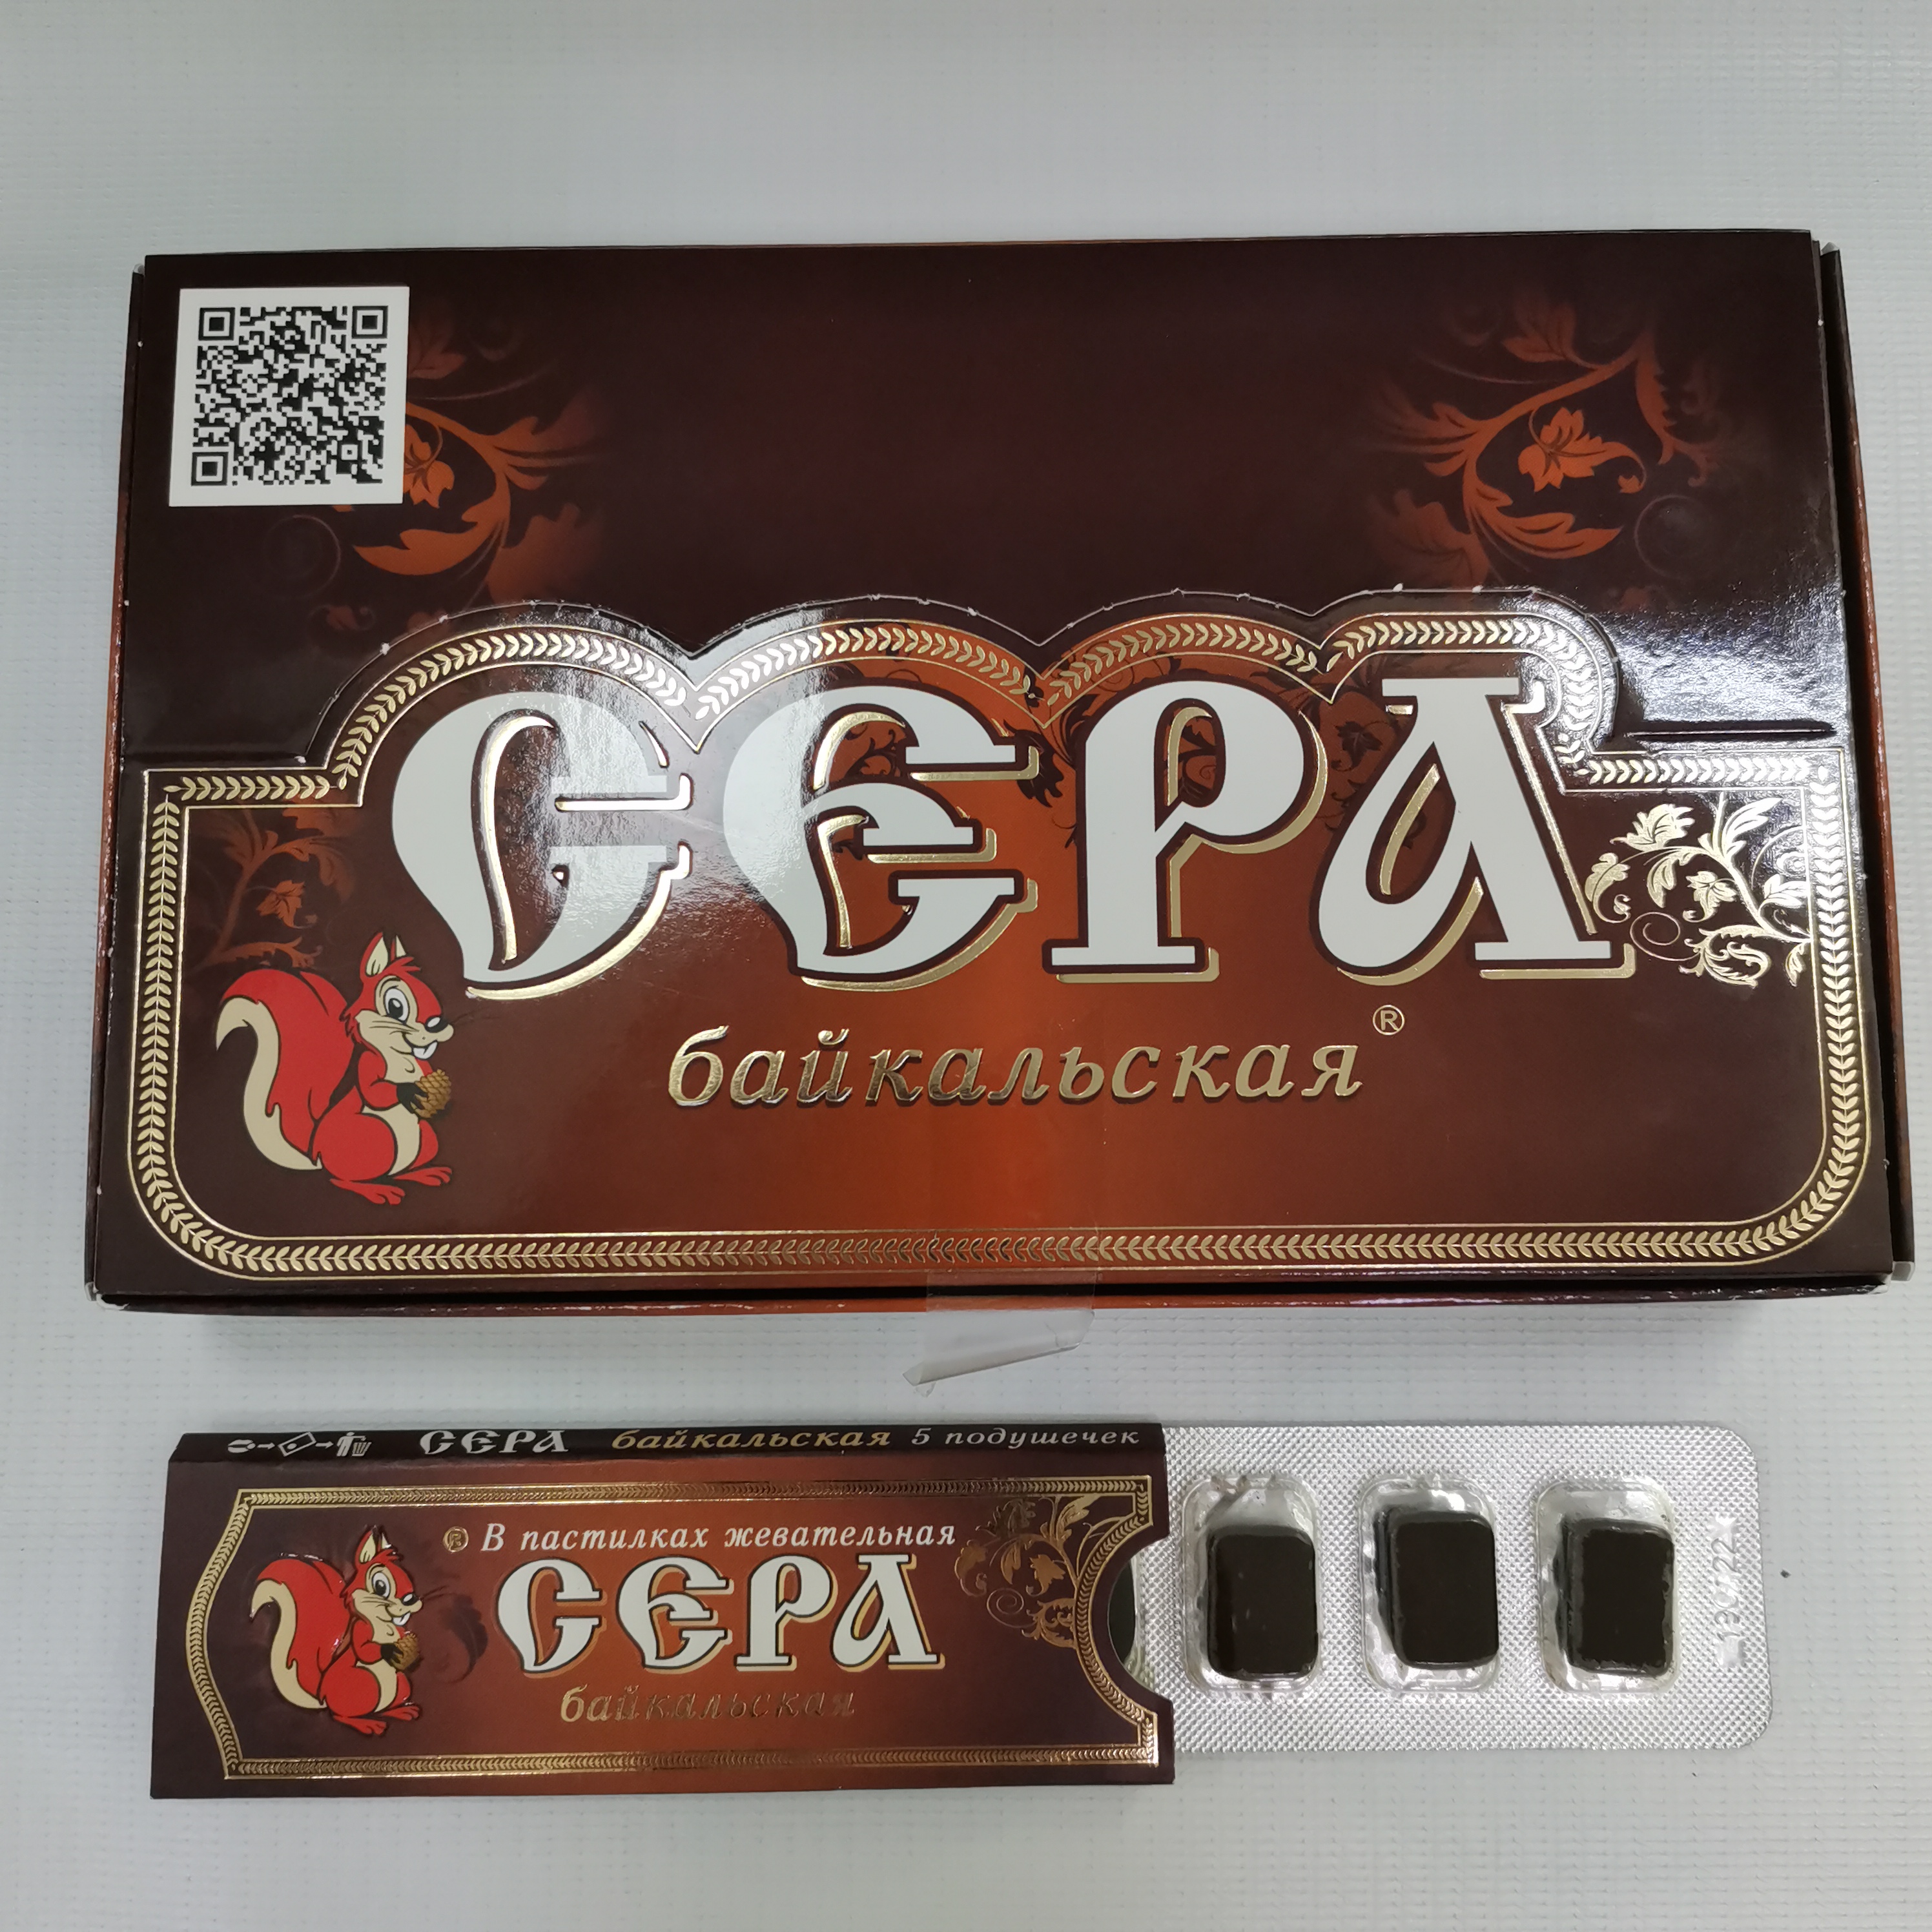 СЕРА
байкальская ®
СЕРА байкальская 5 подушечек
® В пастилках жевательная
СЕРА
байкальская